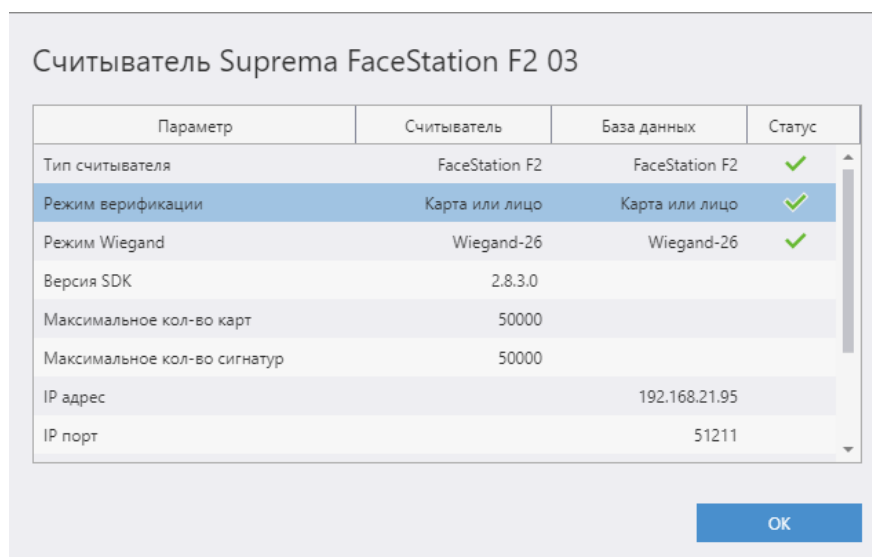 Считыватель Suprema FaceStation F2 03
Параметр Считыватель База данных Статус
Тип считывателя FaceStation F2 FaceStation F2
Режим верификации Карта или лицо Карта или лицо
Режим Wiegand Wiegand-26 Wiegand-26
Версия SDK 2.8.3.0
Максимальное кол-во карт 50000
Максимальное кол-во сигнатур 50000
IP адрес 192.168.21.95
IP порт 51211
ОК